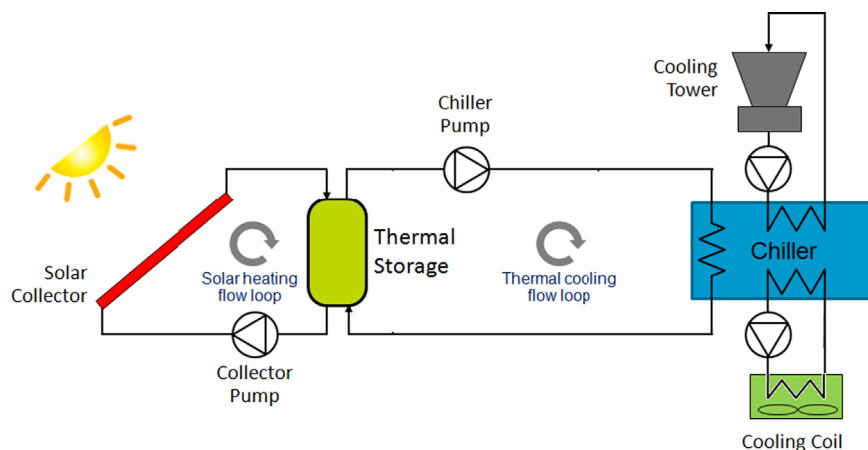 Cooling
Tower
Chiller
Pump
Thermal
Storage
Chiller
Solar
Collector
Solar heating
flow loop
Thermal cooling
flow loop
Collector
Pump
Cooling Coil